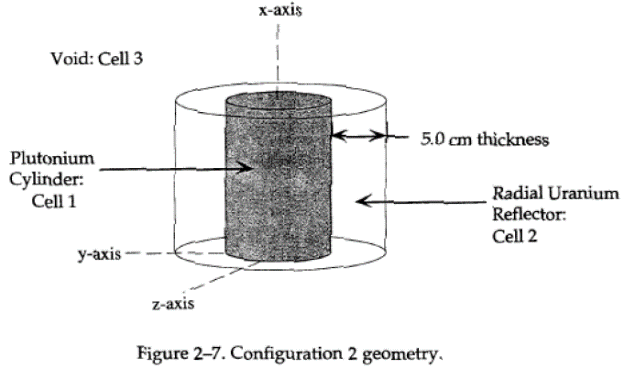 x-axis
Void: Cell 3
5.0 cm thickness
Plutonium
Cylinder:
Cell 1
Radial Uranium
Reflector:
Cell 2
y-axis
z-axis
Figure 2–7. Configuration 2 geometry.